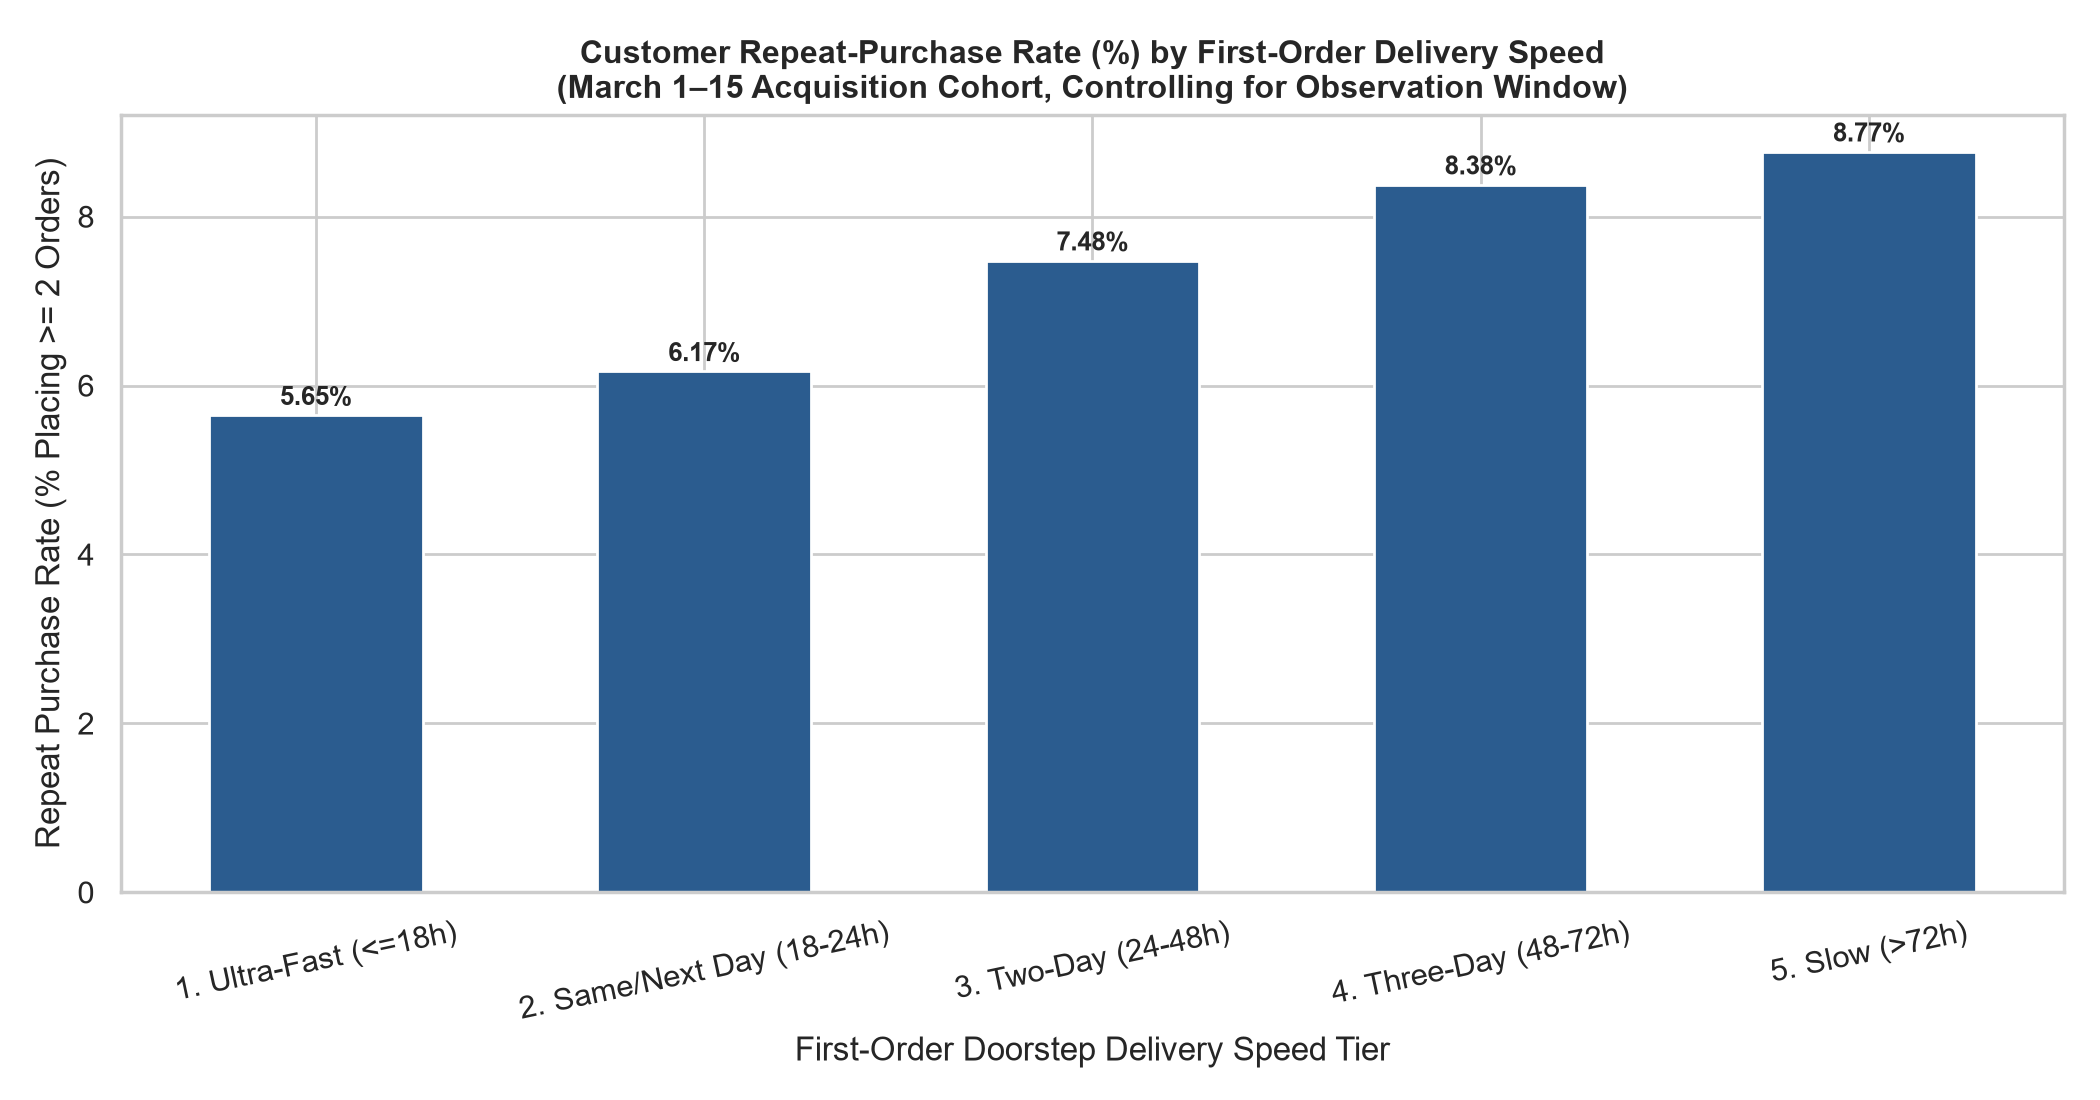 Customer Repeat-Purchase Rate (%) by First-Order Delivery Speed
(March 1–15 Acquisition Cohort, Controlling for Observation Window)
Repeat Purchase Rate (% Placing >= 2 Orders)
8
6
4
2
0
5.65%
6.17%
7.48%
8.38%
8.77%
1. Ultra-Fast (<=18h)
2. Same/Next Day (18-24h)
3. Two-Day (24-48h)
4. Three-Day (48-72h)
5. Slow (>72h)
First-Order Doorstep Delivery Speed Tier